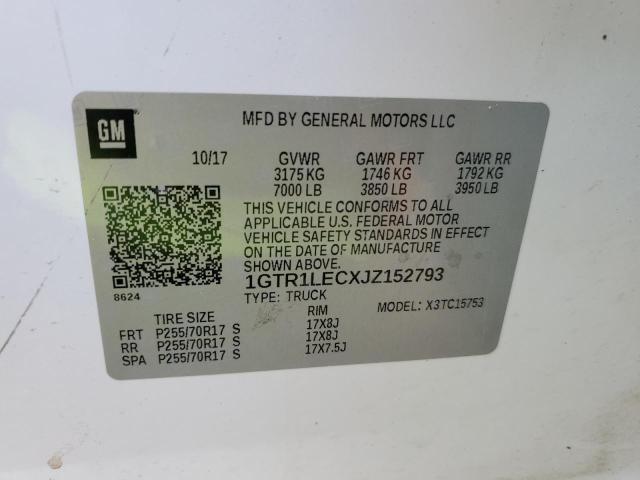 GM
MFD BY GENERAL MOTORS LLC
10/17 GVWR GAWR FRT GAWR RR
3175 KG 1746 KG 1792 KG
7000 LB 3850 LB 3950 LB
THIS VEHICLE CONFORMS TO ALL
APPLICABLE U.S. FEDERAL MOTOR
VEHICLE SAFETY STANDARDS IN EFFECT
ON THE DATE OF MANUFACTURE
SHOWN ABOVE.
8624
1GTR1LECXJZ152793
TYPE: TRUCK MODEL: X3TC15753
TIRE SIZE RIM
FRT P255/70R17 S 17X8J
RR P255/70R17 S 17X8J
SPA P255/70R17 S 17X7.5J